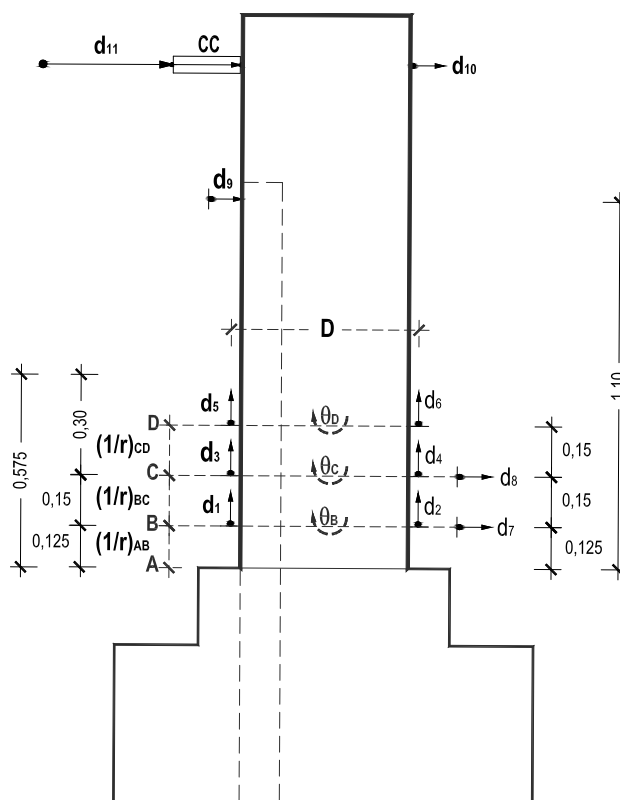 d₁₁
CC
d₁₀
d₉
D
1,10
0,575
0,30
D
d₅
θD
d₆
(1/r)CD
d₃
0,15
C
θC
d₄
d₈
(1/r)BC
0,15
d₁
0,15
B
θB
d₂
d₇
0,125
(1/r)AB
0,125
A